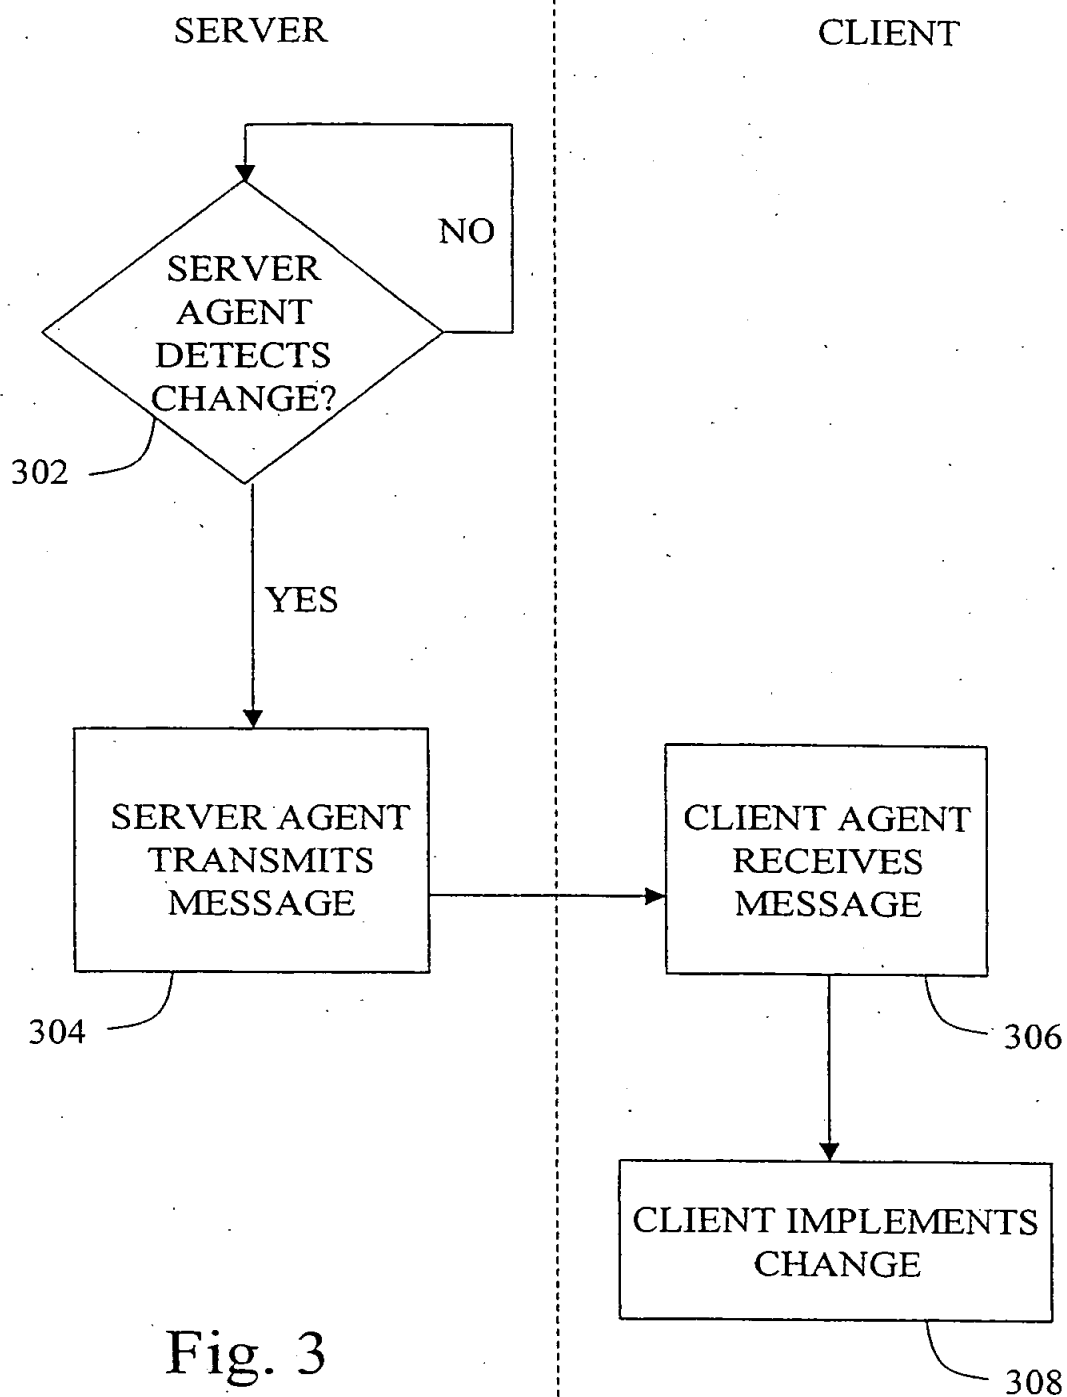 SERVER
CLIENT
NO
SERVER
AGENT
DETECTS
CHANGE?
302
YES
SERVER AGENT
TRANSMITS
MESSAGE
304
CLIENT AGENT
RECEIVES
MESSAGE
306
CLIENT IMPLEMENTS
CHANGE
308
Fig. 3